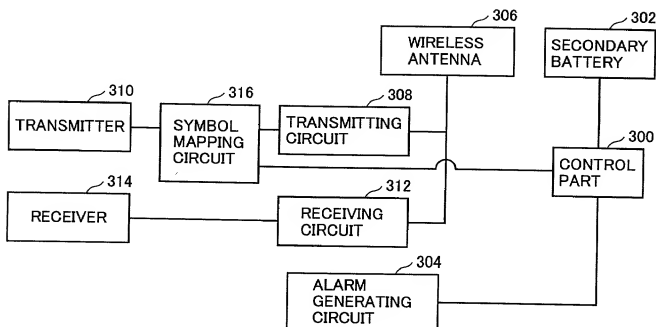 306
WIRELESS
ANTENNA
302
SECONDARY
BATTERY
310
TRANSMITTER
316
SYMBOL
MAPPING
CIRCUIT
308
TRANSMITTING
CIRCUIT
300
CONTROL
PART
314
RECEIVER
312
RECEIVING
CIRCUIT
304
ALARM
GENERATING
CIRCUIT